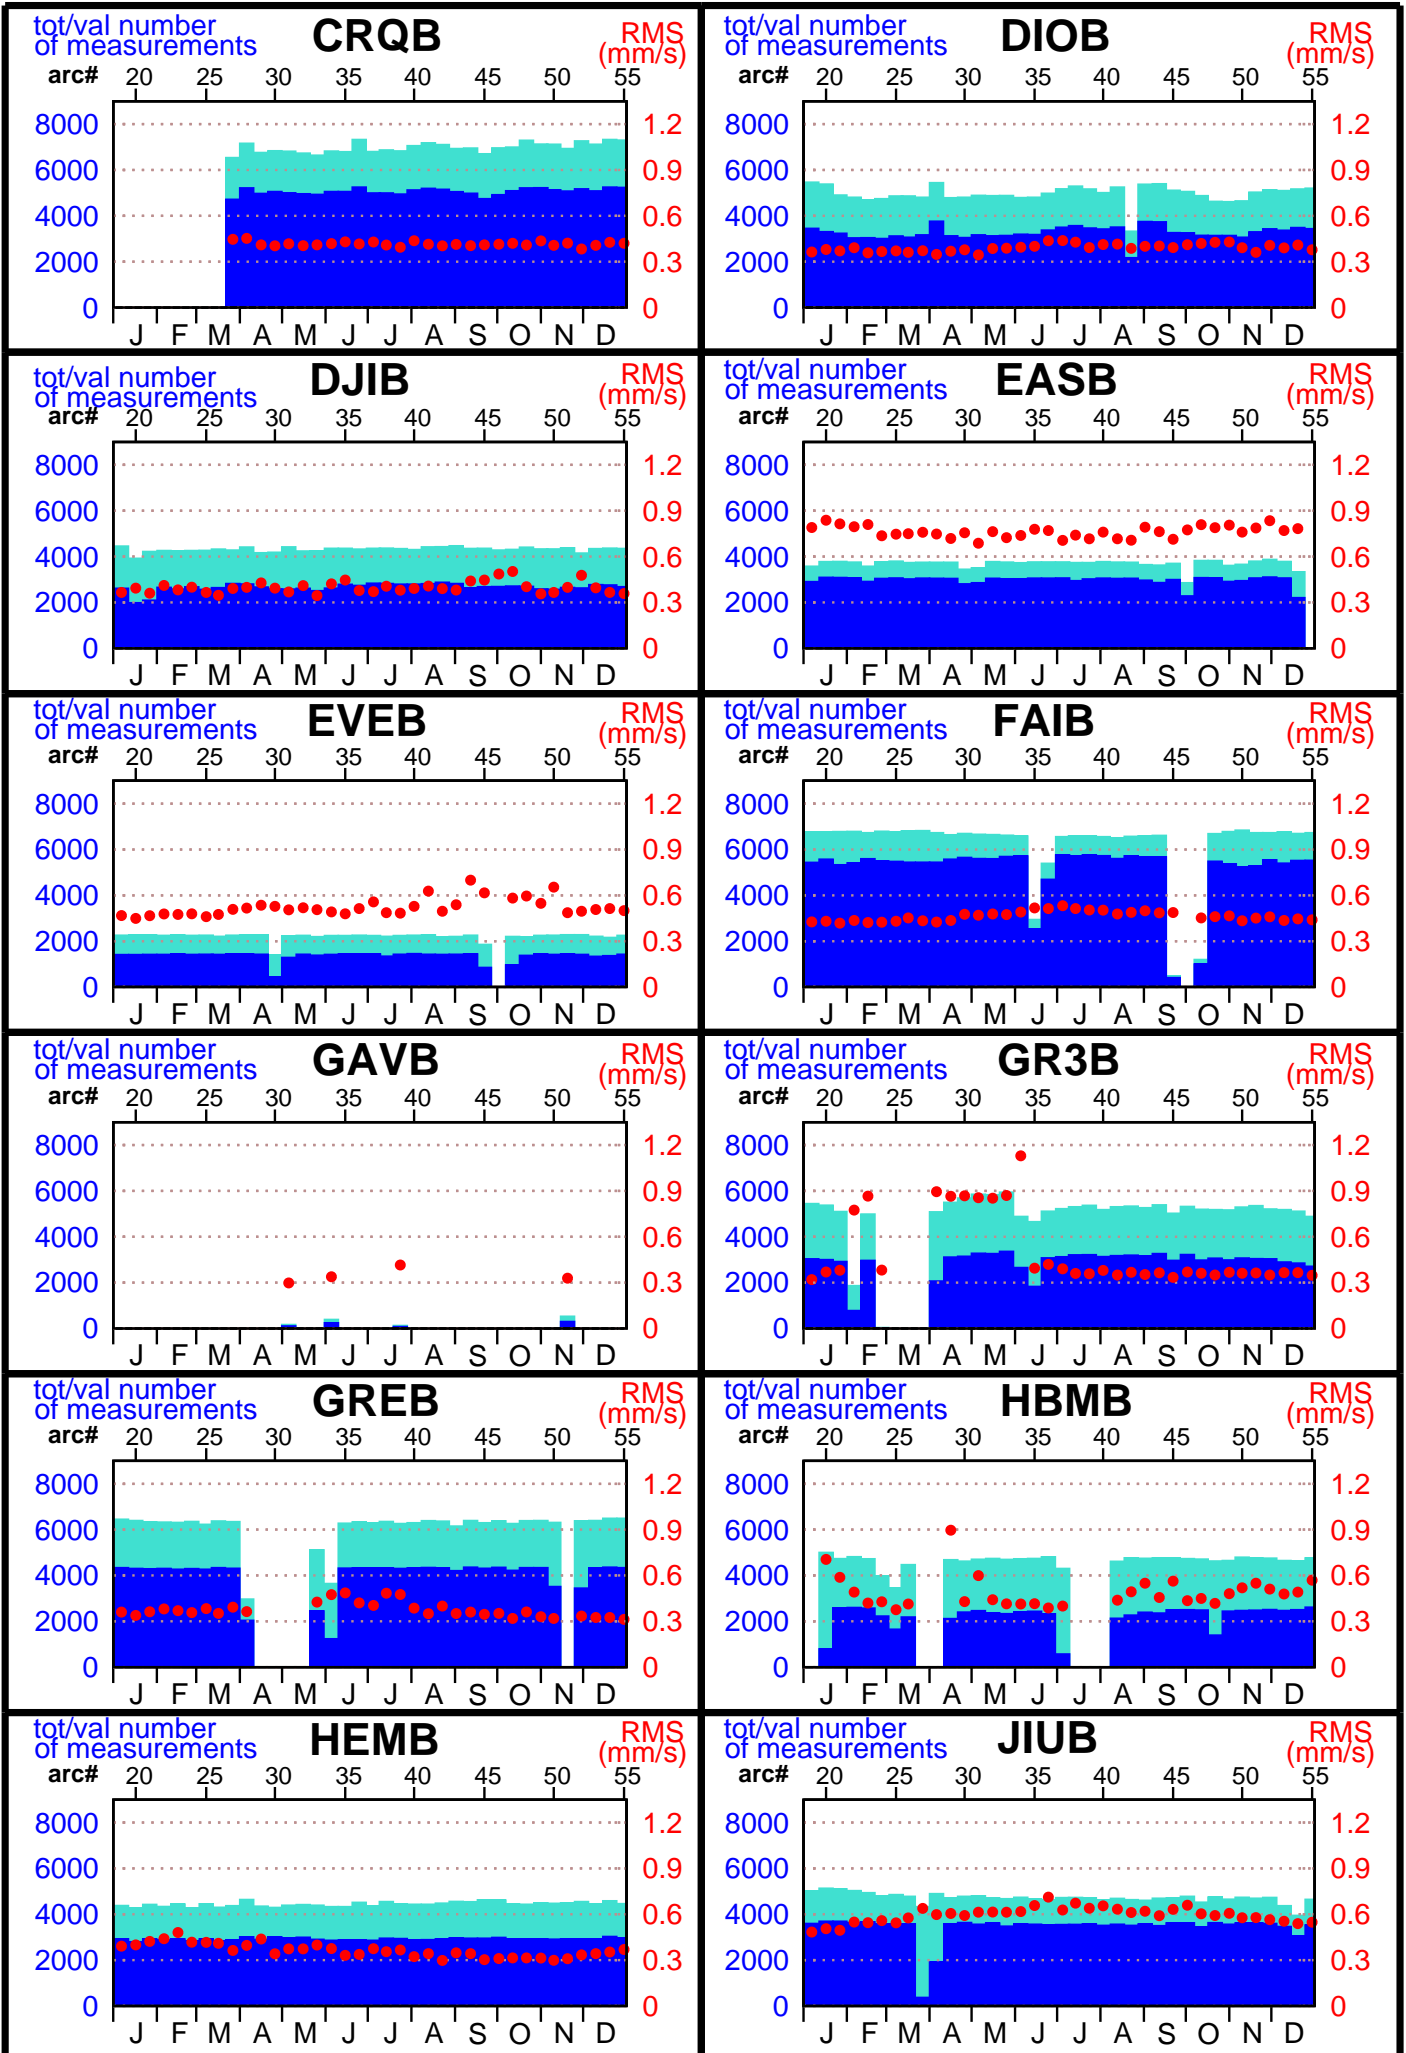 tot/val number
of measurements
CRQB
RMS
(mm/s)
arc# 20 25 30 35 40 45 50 55
8000 1.2
6000 0.9
4000 0.6
2000 0.3
0 0
J F M A M J J A S O N D
tot/val number
of measurements
DIOB
RMS
(mm/s)
arc# 20 25 30 35 40 45 50 55
8000 1.2
6000 0.9
4000 0.6
2000 0.3
0 0
J F M A M J J A S O N D
tot/val number
of measurements
DJIB
RMS
(mm/s)
arc# 20 25 30 35 40 45 50 55
8000 1.2
6000 0.9
4000 0.6
2000 0.3
0 0
J F M A M J J A S O N D
tot/val number
of measurements
EASB
RMS
(mm/s)
arc# 20 25 30 35 40 45 50 55
8000 1.2
6000 0.9
4000 0.6
2000 0.3
0 0
J F M A M J J A S O N D
tot/val number
of measurements
EVEB
RMS
(mm/s)
arc# 20 25 30 35 40 45 50 55
8000 1.2
6000 0.9
4000 0.6
2000 0.3
0 0
J F M A M J J A S O N D
tot/val number
of measurements
FAIB
RMS
(mm/s)
arc# 20 25 30 35 40 45 50 55
8000 1.2
6000 0.9
4000 0.6
2000 0.3
0 0
J F M A M J J A S O N D
tot/val number
of measurements
GAVB
RMS
(mm/s)
arc# 20 25 30 35 40 45 50 55
8000 1.2
6000 0.9
4000 0.6
2000 0.3
0 0
J F M A M J J A S O N D
tot/val number
of measurements
GR3B
RMS
(mm/s)
arc# 20 25 30 35 40 45 50 55
8000 1.2
6000 0.9
4000 0.6
2000 0.3
0 0
J F M A M J J A S O N D
tot/val number
of measurements
GREB
RMS
(mm/s)
arc# 20 25 30 35 40 45 50 55
8000 1.2
6000 0.9
4000 0.6
2000 0.3
0 0
J F M A M J J A S O N D
tot/val number
of measurements
HBMB
RMS
(mm/s)
arc# 20 25 30 35 40 45 50 55
8000 1.2
6000 0.9
4000 0.6
2000 0.3
0 0
J F M A M J J A S O N D
tot/val number
of measurements
HEMB
RMS
(mm/s)
arc# 20 25 30 35 40 45 50 55
8000 1.2
6000 0.9
4000 0.6
2000 0.3
0 0
J F M A M J J A S O N D
tot/val number
of measurements
JIUB
RMS
(mm/s)
arc# 20 25 30 35 40 45 50 55
8000 1.2
6000 0.9
4000 0.6
2000 0.3
0 0
J F M A M J J A S O N D